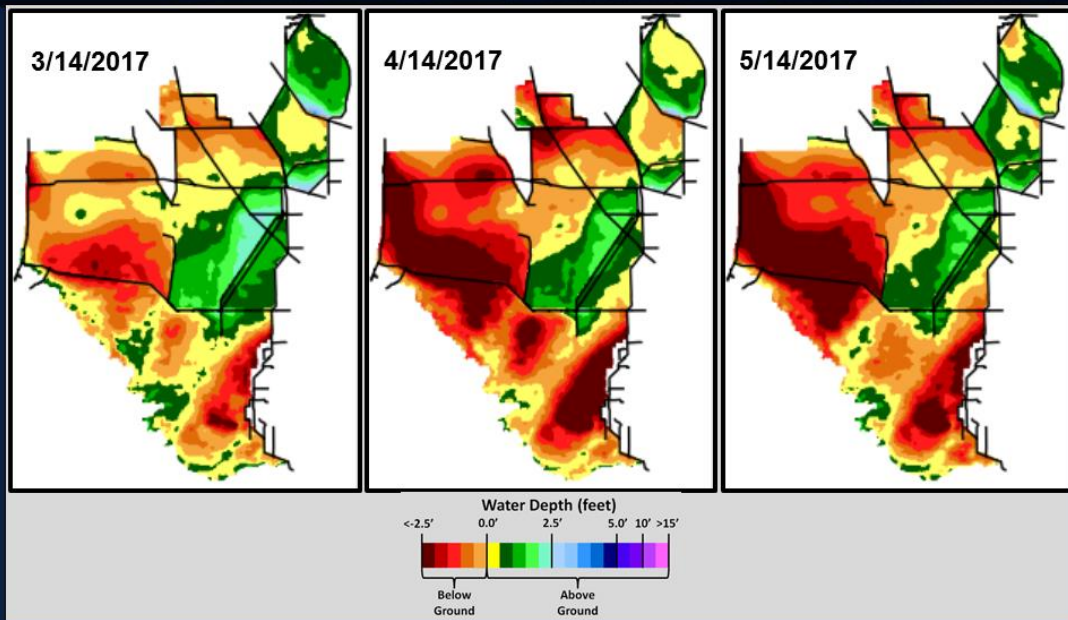 3/14/2017
4/14/2017
5/14/2017
Water Depth (feet)
<-2.5' 0.0' 2.5' 5.0' 10' >15'
Below Above
Ground Ground